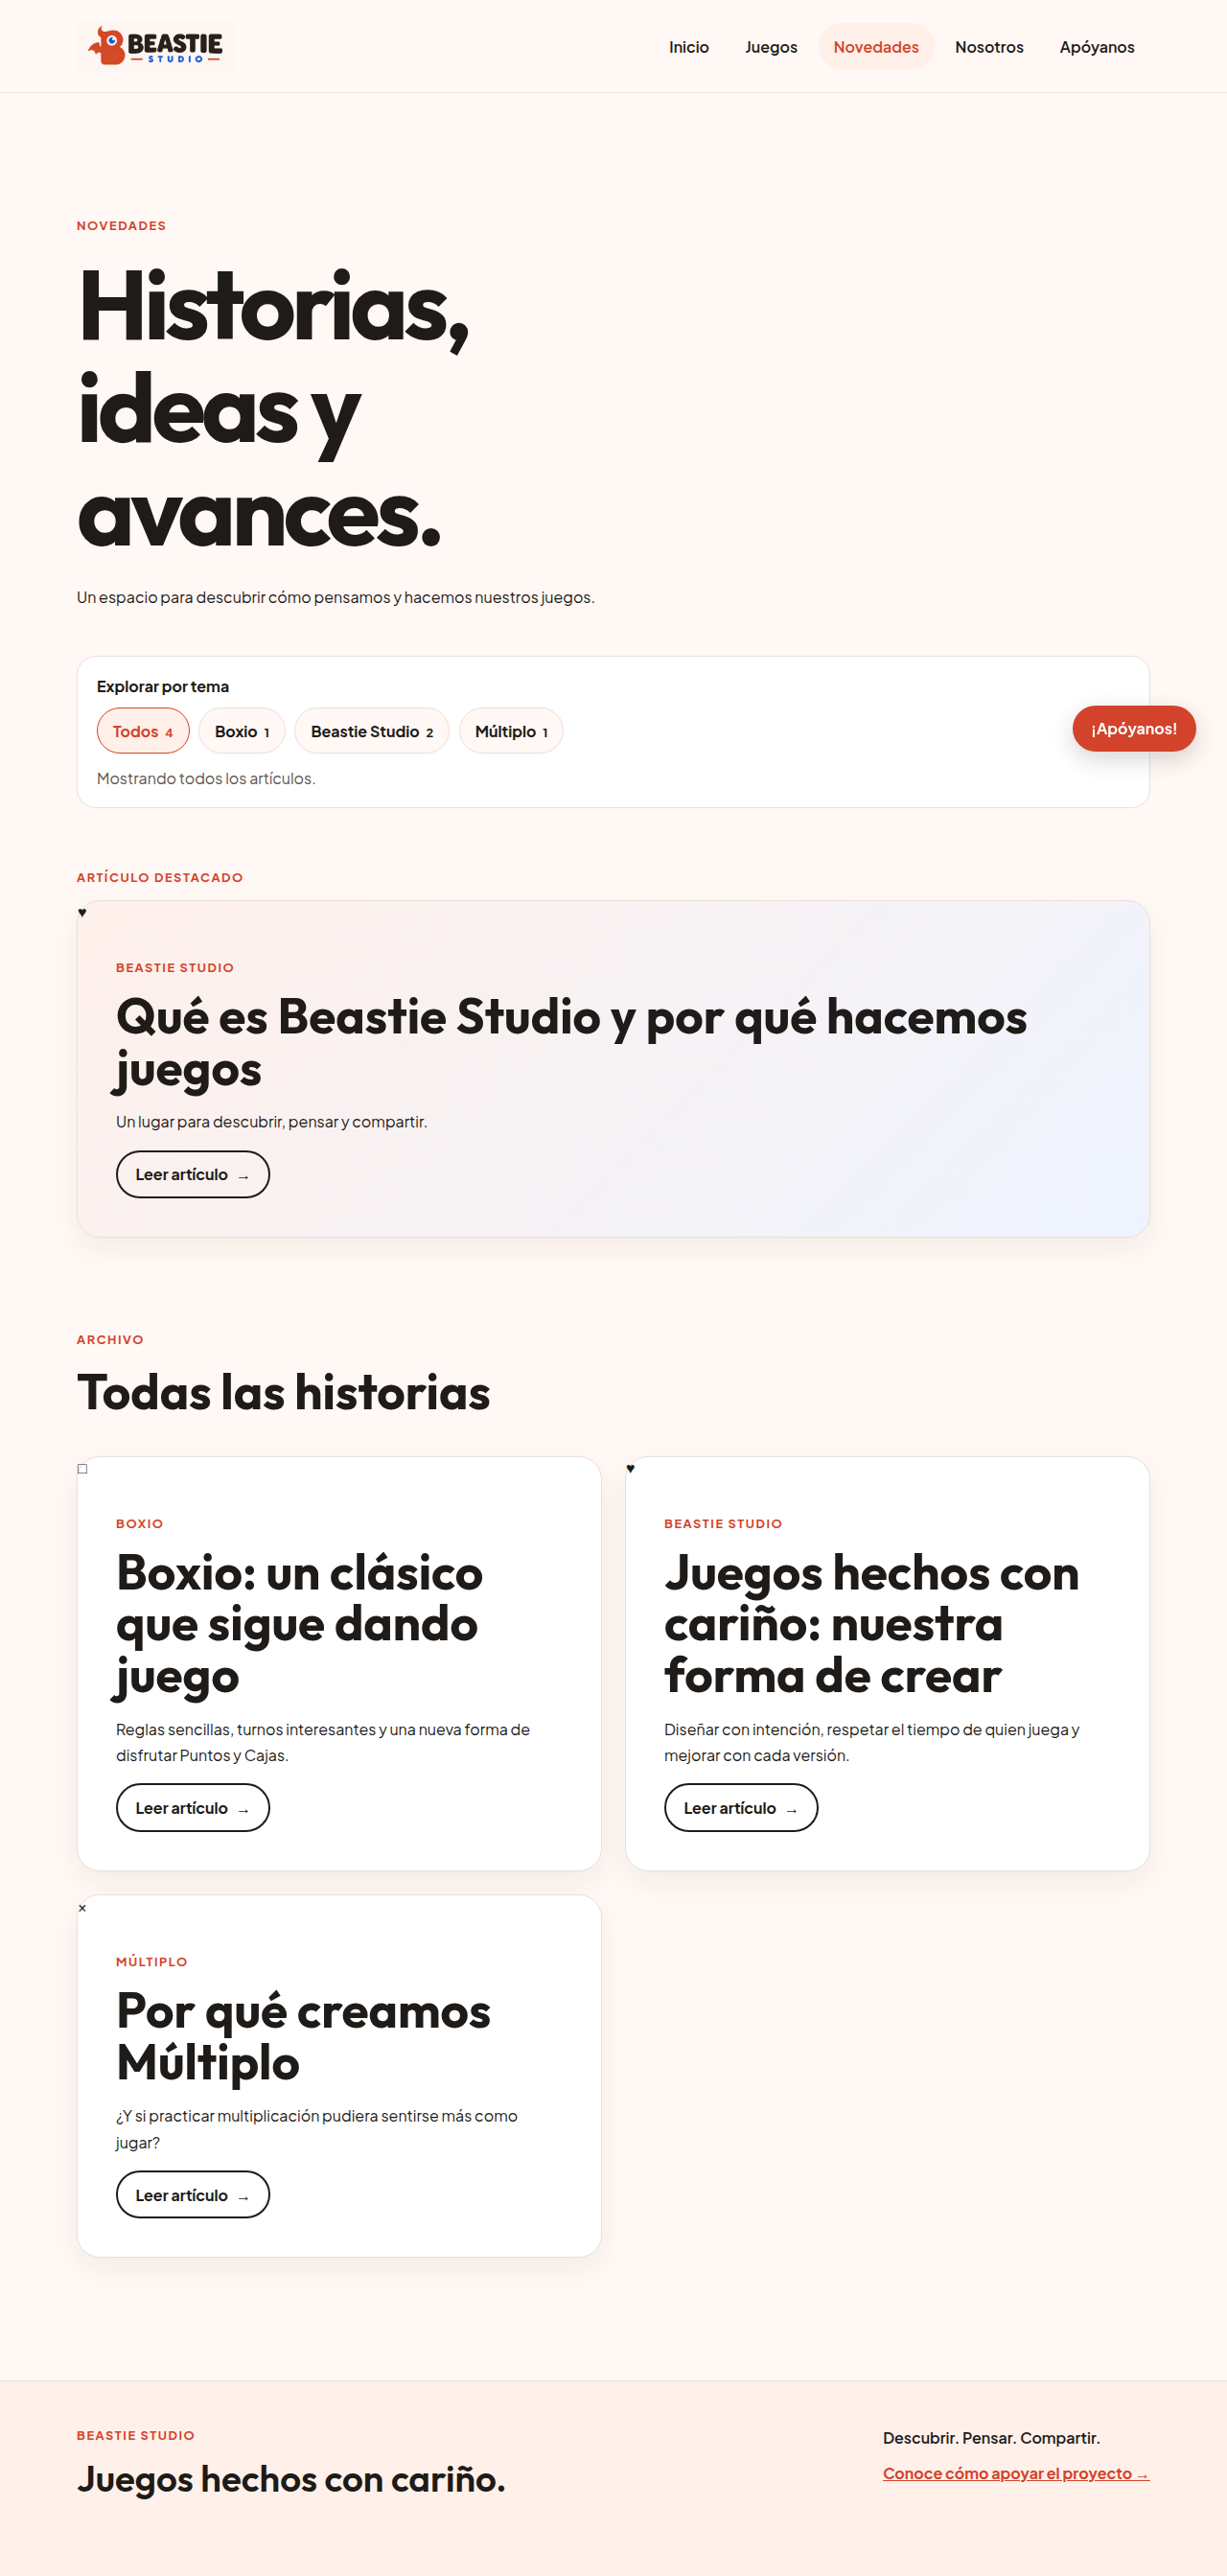 BEASTIE
STUDIO
Inicio
Juegos
Novedades
Nosotros
Apóyanos
NOVEDADES
Historias,
ideas y
avances.
Un espacio para descubrir cómo pensamos y hacemos nuestros juegos.
Explorar por tema
Todos 4
Boxio 1
Beastie Studio 2
Múltiplo 1
¡Apóyanos!
Mostrando todos los artículos.
ARTÍCULO DESTACADO
♥
BEASTIE STUDIO
Qué es Beastie Studio y por qué hacemos
juegos
Un lugar para descubrir, pensar y compartir.
Leer artículo →
ARCHIVO
Todas las historias
□
BOXIO
Boxio: un clásico
que sigue dando
juego
Reglas sencillas, turnos interesantes y una nueva forma de
disfrutar Puntos y Cajas.
Leer artículo →
♥
BEASTIE STUDIO
Juegos hechos con
cariño: nuestra
forma de crear
Diseñar con intención, respetar el tiempo de quien juega y
mejorar con cada versión.
Leer artículo →
×
MÚLTIPLO
Por qué creamos
Múltiplo
¿Y si practicar multiplicación pudiera sentirse más como
jugar?
Leer artículo →
BEASTIE STUDIO
Juegos hechos con cariño.
Descubrir. Pensar. Compartir.
Conoce cómo apoyar el proyecto →